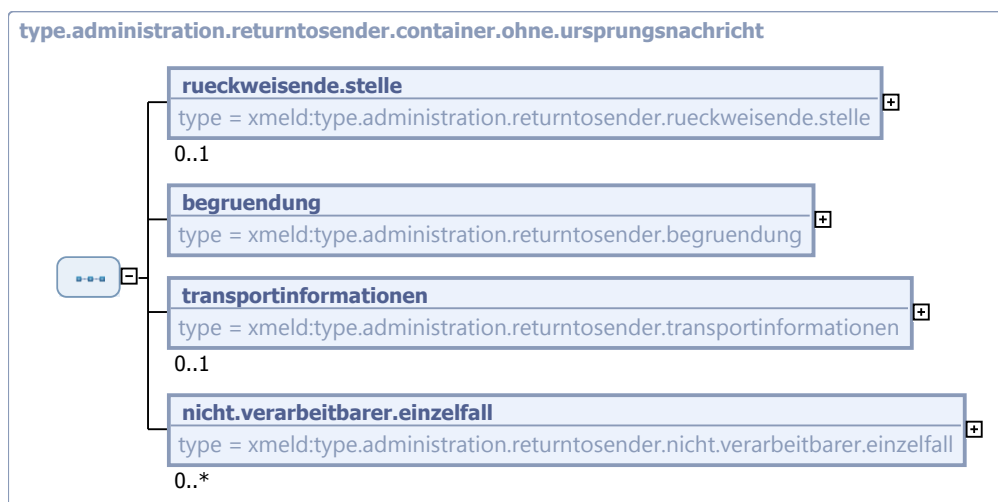 type.administration.returntosender.container.ohne.ursprungsnachricht
rueckweisende.stelle
type = xmeld:type.administration.returntosender.rueckweisende.stelle
0..1
begruendung
type = xmeld:type.administration.returntosender.begruendung
transportinformationen
type = xmeld:type.administration.returntosender.transportinformationen
0..1
nicht.verarbeitbarer.einzelfall
type = xmeld:type.administration.returntosender.nicht.verarbeitbarer.einzelfall
0..*